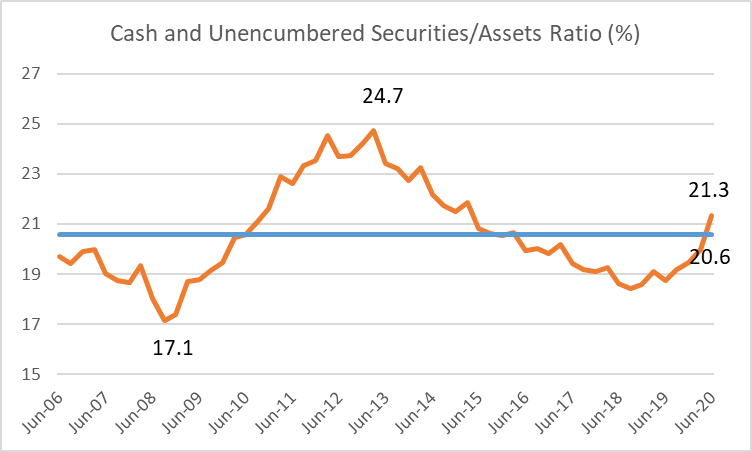 Cash and Unencumbered Securities/Assets Ratio (%)
27
25
23
21
19
17
15
24.7
21.3
20.6
17.1
Jun-06
Jun-07
Jun-08
Jun-09
Jun-10
Jun-11
Jun-12
Jun-13
Jun-14
Jun-15
Jun-16
Jun-17
Jun-18
Jun-19
Jun-20